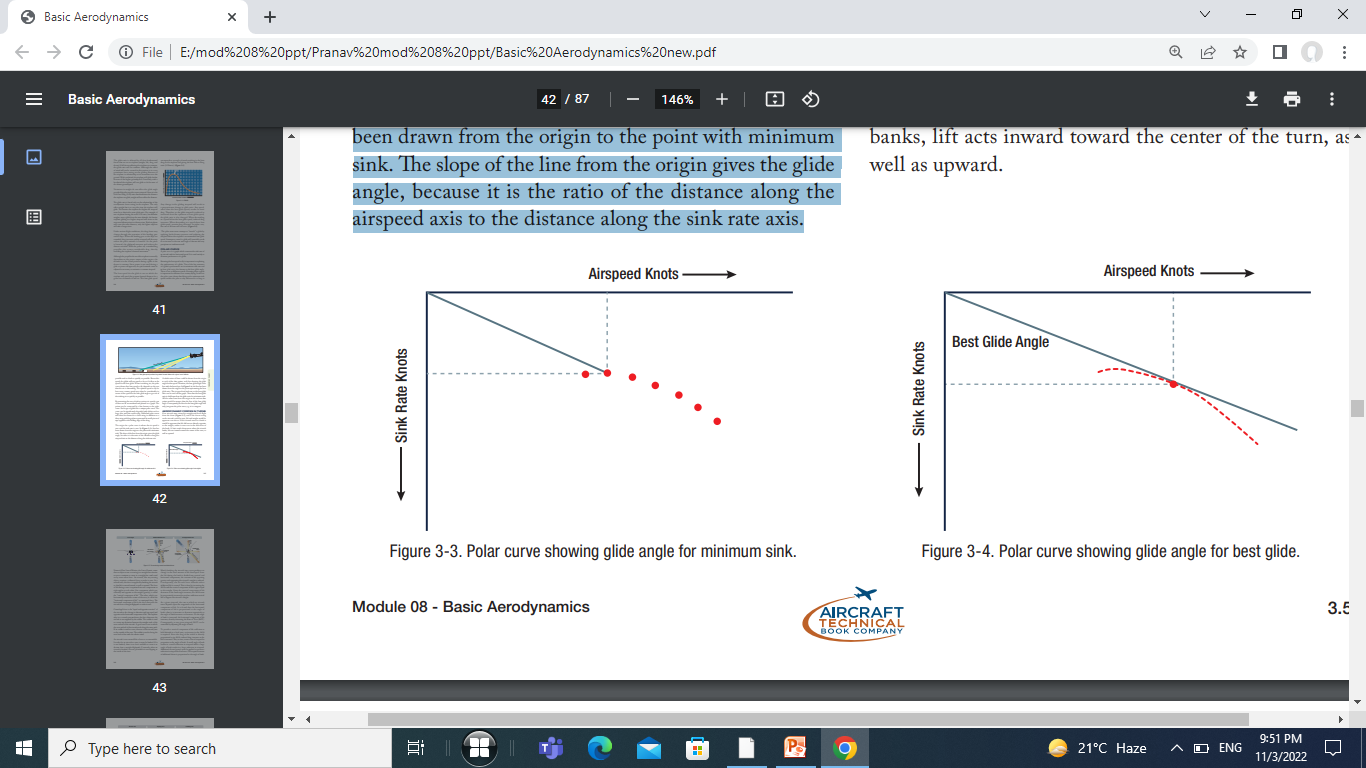 Basic Aerodynamics
File
E:/mod%208%20ppt/Pranav%20mod%208%20ppt/Basic%20Aerodynamics%20new.pdf
Basic Aerodynamics
42 / 87
146%
41
42
43
been drawn from the origin to the point with minimum
sink. The slope of the line from the origin gives the glide
angle, because it is the ratio of the distance along the
airspeed axis to the distance along the sink rate axis.
banks, lift acts inward toward the center of the turn, as
well as upward.
Airspeed Knots
Sink Rate Knots
Figure 3-3. Polar curve showing glide angle for minimum sink.
Airspeed Knots
Best Glide Angle
Sink Rate Knots
Figure 3-4. Polar curve showing glide angle for best glide.
Module 08 - Basic Aerodynamics
AIRCRAFT
TECHNICAL
BOOK COMPANY
3.5
Type here to search
21°C Haze
ENG
9:51 PM
11/3/2022